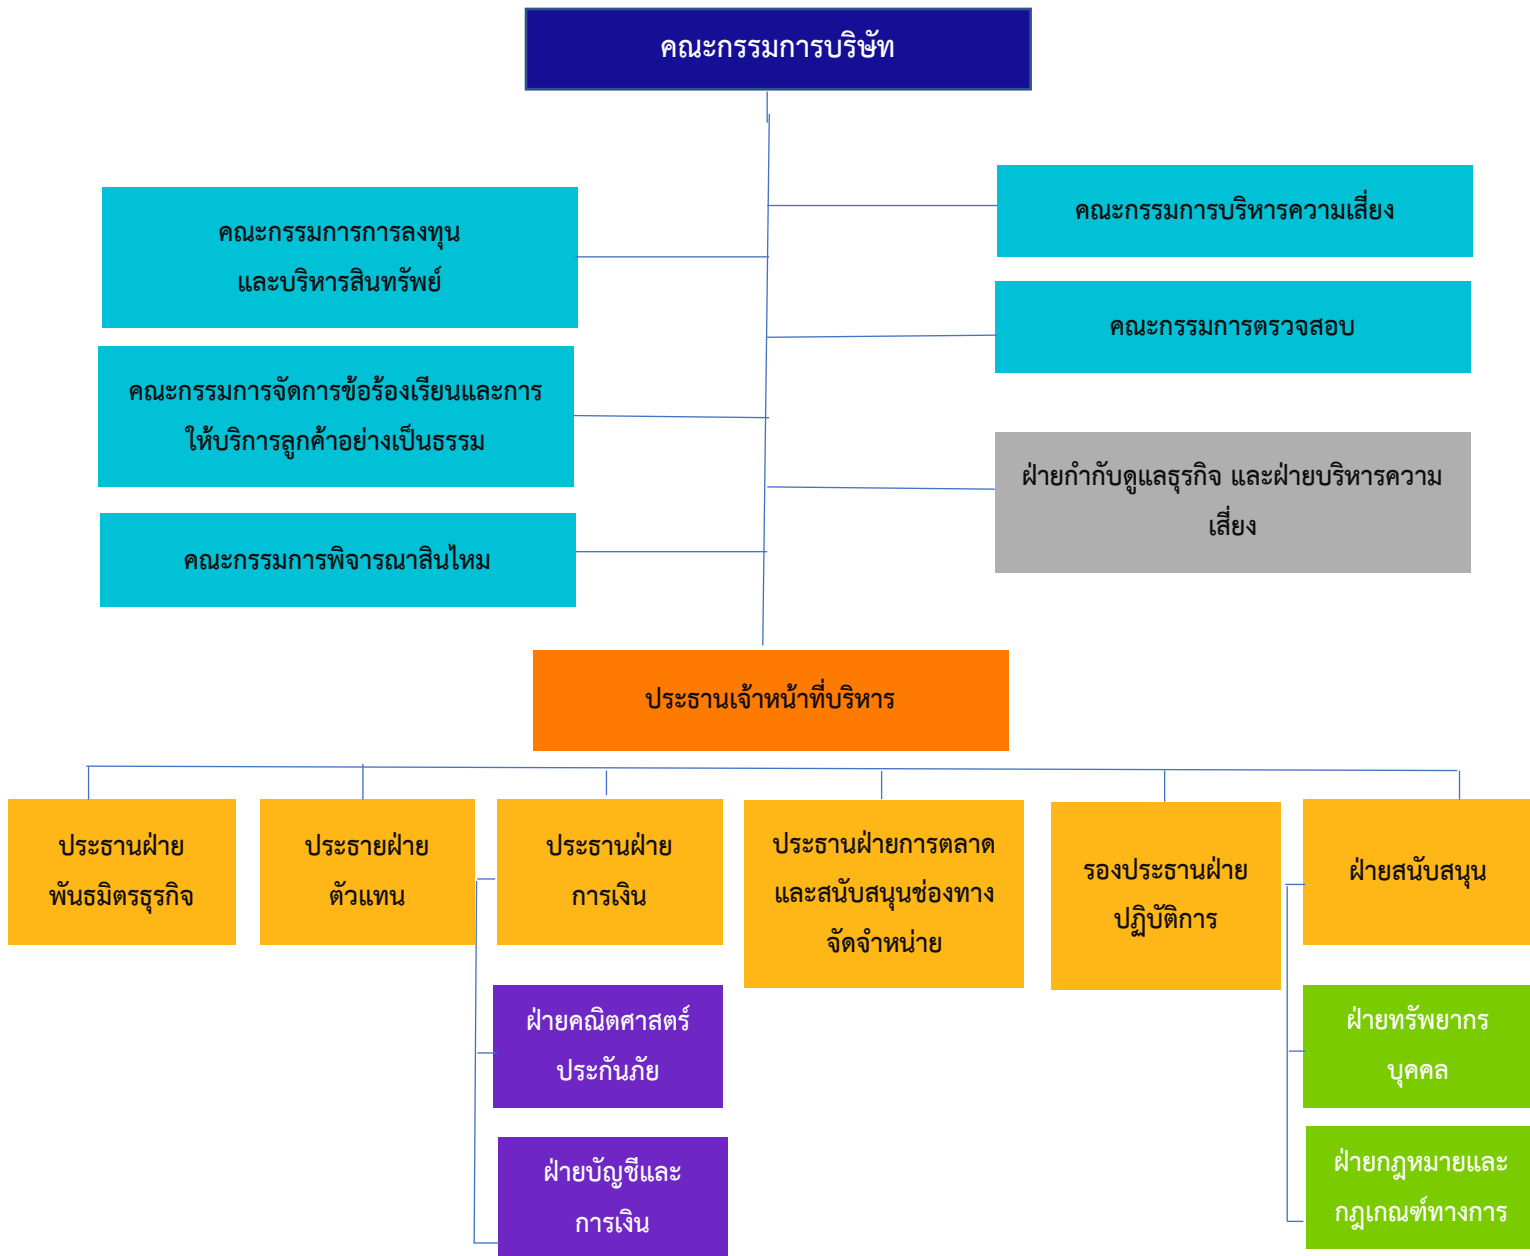 คณะกรรมการบริษัท
คณะกรรมการการลงทุน
และบริหารสินทรัพย์
คณะกรรมการบริหารความเสี่ยง
คณะกรรมการตรวจสอบ
คณะกรรมการจัดการข้อร้องเรียนและการ
ให้บริการลูกค้าอย่างเป็นธรรม
ฝ่ายกำกับดูแลธุรกิจ และฝ่ายบริหารความ
เสี่ยง
คณะกรรมการพิจารณาสินไหม
ประธานเจ้าหน้าที่บริหาร
ประธานฝ่าย
พันธมิตรธุรกิจ
ประธายฝ่าย
ตัวแทน
ประธานฝ่าย
การเงิน
ประธานฝ่ายการตลาด
และสนับสนุนช่องทาง
จัดจำหน่าย
รองประธานฝ่าย
ปฏิบัติการ
ฝ่ายสนับสนุน
ฝ่ายคณิตศาสตร์
ประกันภัย
ฝ่ายทรัพยากร
บุคคล
ฝ่ายบัญชีและ
การเงิน
ฝ่ายกฎหมายและ
กฎเกณฑ์ทางการ